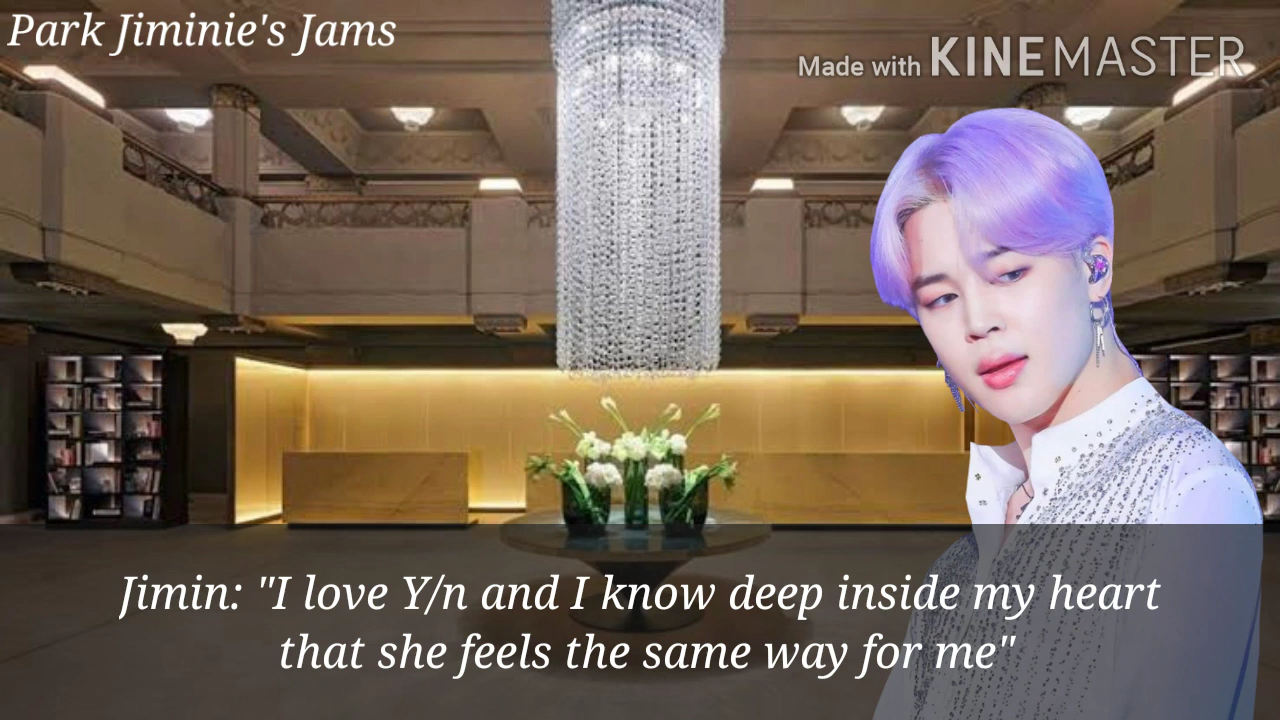 Park Jiminie's Jams
Made with KINEMASTER
Jimin: "I love Y/n and I know deep inside my heart
that she feels the same way for me"